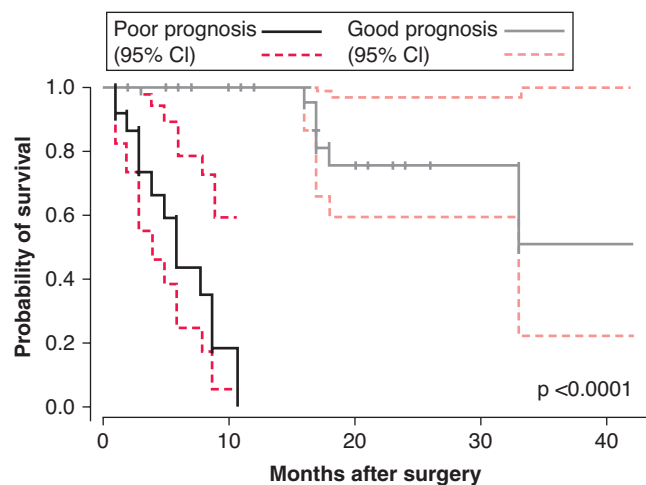 Poor prognosis Good prognosis
(95% CI) (95% CI)
1.0
0.8
0.6
0.4
0.2
0.0
Probability of survival
p <0.0001
0 10 20 30 40
Months after surgery